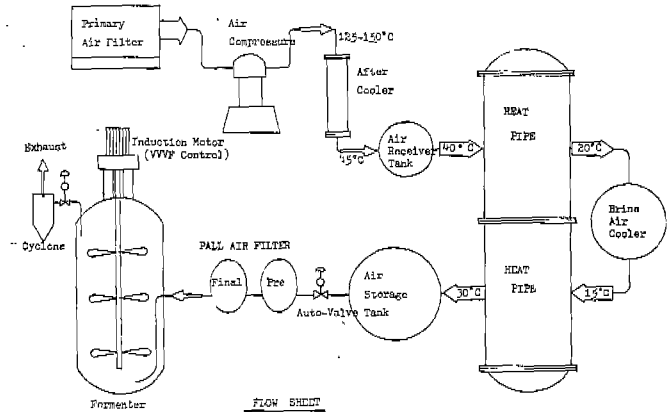 Primary
Air Filter
Air
Compressure
125-150°C
After
Cooler
45°C
Air
Receiver
Tank
40°C
HEAT
PIPE
20°C
Brine
Air
Cooler
15°C
HEAT
PIPE
30°C
Air
Storage
Tank
Auto-Valve
PALL AIR FILTER
Pre
Final
Induction Motor
(VVVF Control)
Exhaust
Cyclone
Formenter
FLOW SHEET